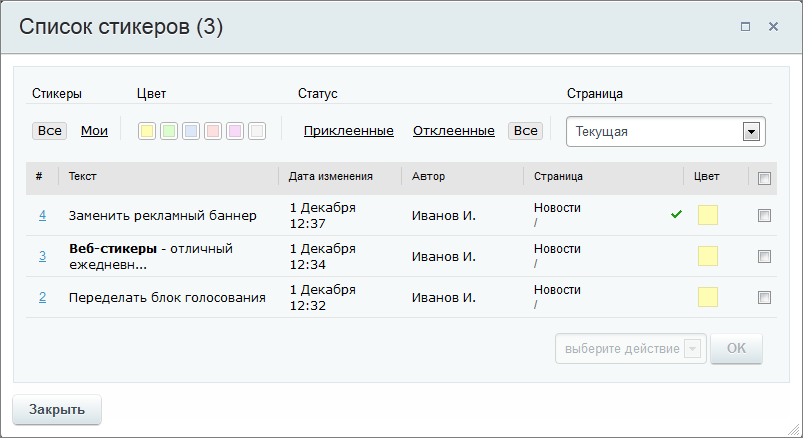 Список стикеров (3)
Стикеры Цвет Статус Страница
Все Мои Приклеенные Отклеенные Все Текущая
# Текст Дата изменения Автор Страница Цвет
4 Заменить рекламный баннер 1 Декабря 12:37 Иванов И. Новости /
3 Веб-стикеры - отличный ежедневн... 1 Декабря 12:34 Иванов И. Новости /
2 Переделать блок голосования 1 Декабря 12:32 Иванов И. Новости /
выберите действие OK
Закрыть